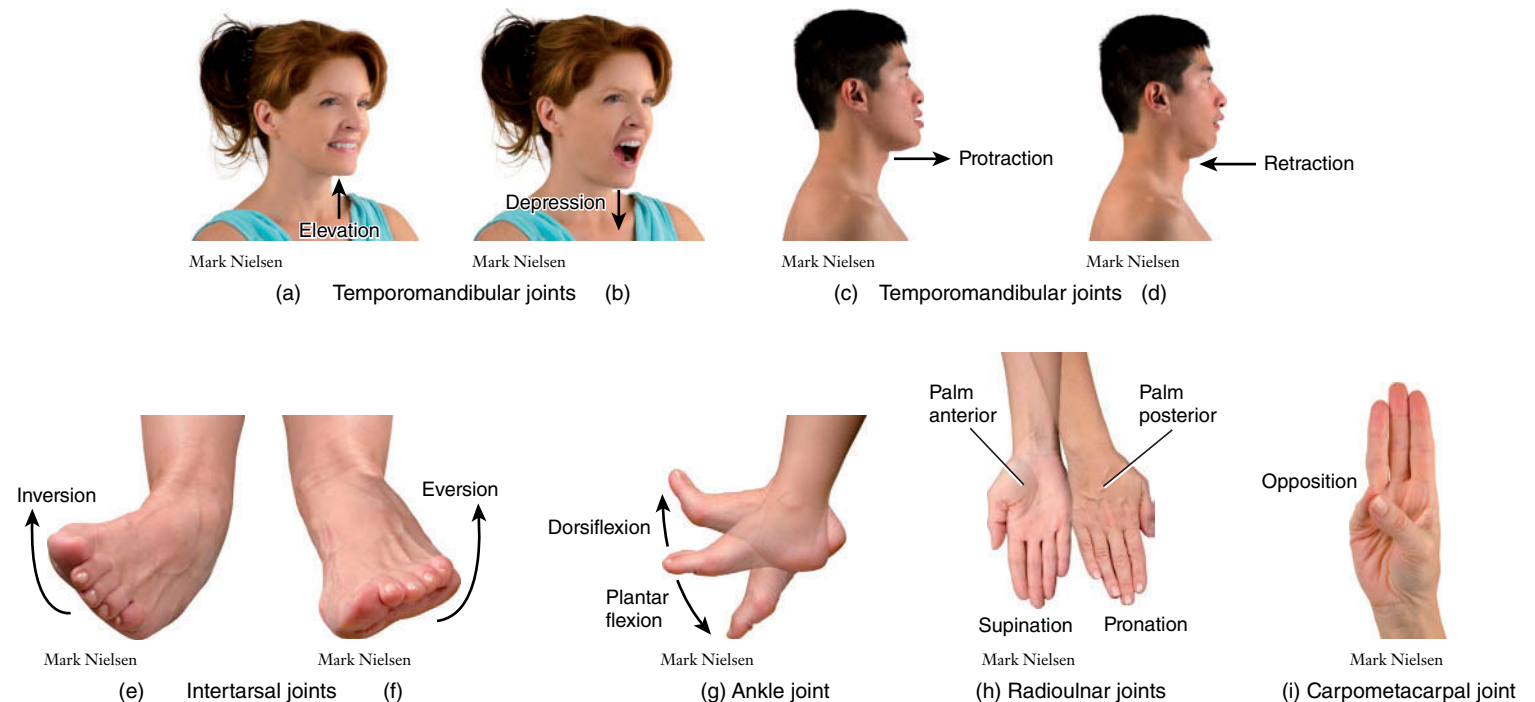 Elevation
Depression
Protraction
Retraction
Mark Nielsen
Mark Nielsen
Mark Nielsen
Mark Nielsen
(a) Temporomandibular joints (b)
(c) Temporomandibular joints (d)
Inversion
Eversion
Dorsiflexion
Plantar
flexion
Palm
anterior
Palm
posterior
Supination
Pronation
Opposition
Mark Nielsen
Mark Nielsen
Mark Nielsen
Mark Nielsen
Mark Nielsen
(e) Intertarsal joints (f)
(g) Ankle joint
(h) Radioulnar joints
(i) Carpometacarpal joint